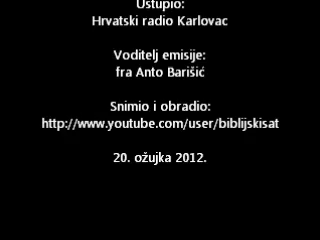 Ustupio:
Hrvatski radio Karlovac
Voditelj emisije:
fra Anto Barišić
Snimio i obradio:
http://www.youtube.com/user/biblijskisat
20. ožujka 2012.